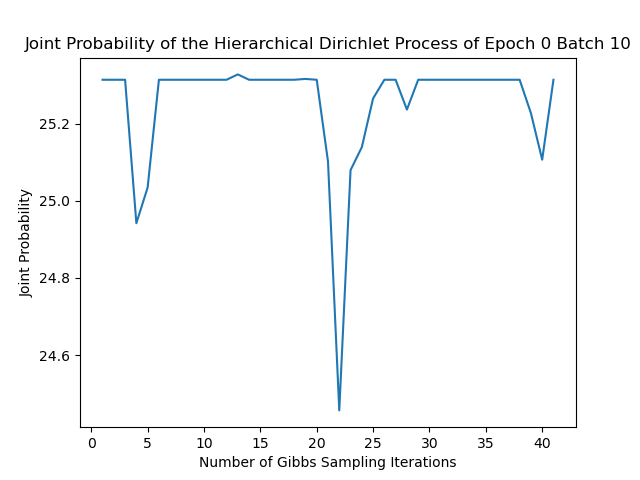 Joint Probability of the Hierarchical Dirichlet Process of Epoch 0 Batch 10
25.2
25.0
24.8
24.6
Joint Probability
0 5 10 15 20 25 30 35 40
Number of Gibbs Sampling Iterations